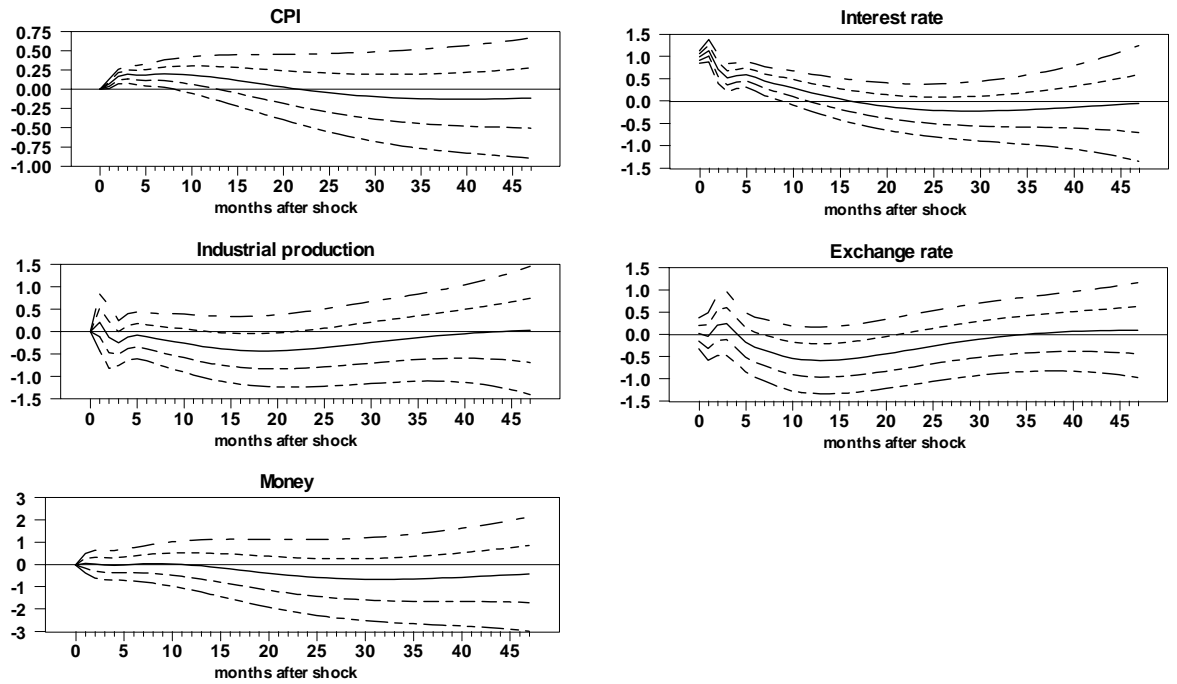 CPI
0.75
0.50
0.25
0.00
-0.25
-0.50
-0.75
-1.00
0 5 10 15 20 25 30 35 40 45
months after shock
Interest rate
1.5
1.0
0.5
0.0
-0.5
-1.0
-1.5
0 5 10 15 20 25 30 35 40 45
months after shock
Industrial production
1.5
1.0
0.5
0.0
-0.5
-1.0
-1.5
0 5 10 15 20 25 30 35 40 45
months after shock
Exchange rate
1.5
1.0
0.5
0.0
-0.5
-1.0
-1.5
0 5 10 15 20 25 30 35 40 45
months after shock
Money
3
2
1
0
-1
-2
-3
0 5 10 15 20 25 30 35 40 45
months after shock